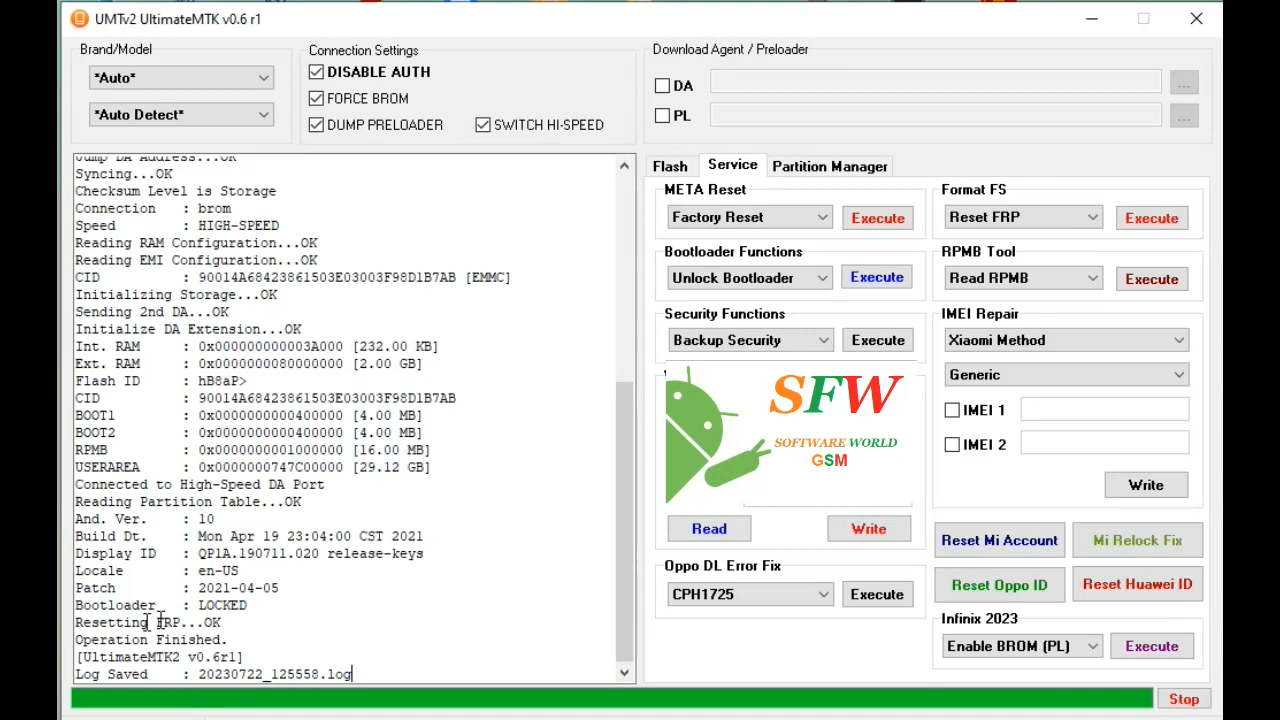 UMTv2 UltimateMTK v0.6 r1
Brand/Model
*Auto*
*Auto Detect*
Connection Settings
DISABLE AUTH
FORCE BROM
DUMP PRELOADER
SWITCH HI-SPEED
Download Agent / Preloader
DA
...
PL
...
Jump DA Address...OK
Syncing...OK
Checksum Level is Storage
Connection : brom
Speed : HIGH-SPEED
Reading RAM Configuration...OK
Reading EMI Configuration...OK
CID : 90014A68423861503E03003F98D1B7AB [EMMC]
Initializing Storage...OK
Sending 2nd DA...OK
Initialize DA Extension...OK
Int. RAM : 0x000000000003A000 [232.00 KB]
Ext. RAM : 0x0000000080000000 [2.00 GB]
Flash ID : hB8aP>
CID : 90014A68423861503E03003F98D1B7AB
BOOT1 : 0x0000000000400000 [4.00 MB]
BOOT2 : 0x0000000000400000 [4.00 MB]
RPMB : 0x0000000001000000 [16.00 MB]
USERAREA : 0x0000000747C00000 [29.12 GB]
Connected to High-Speed DA Port
Reading Partition Table...OK
And. Ver. : 10
Build Dt. : Mon Apr 19 23:04:00 CST 2021
Display ID : QP1A.190711.020 release-keys
Locale : en-US
Patch : 2021-04-05
Bootloader : LOCKED
Resetting FRP...OK
Operation Finished.
[UltimateMTK2 v0.6r1]
Log Saved : 20230722_125558.log
Flash
Service
Partition Manager
META Reset
Factory Reset
Execute
Bootloader Functions
Unlock Bootloader
Execute
Security Functions
Backup Security
Execute
SFW
SOFTWARE WORLD
GSM
Read
Write
Oppo DL Error Fix
CPH1725
Execute
Format FS
Reset FRP
Execute
RPMB Tool
Read RPMB
Execute
IMEI Repair
Xiaomi Method
Generic
IMEI 1
IMEI 2
Write
Reset Mi Account
Mi Relock Fix
Reset Oppo ID
Reset Huawei ID
Infinix 2023
Enable BROM (PL)
Execute
Stop